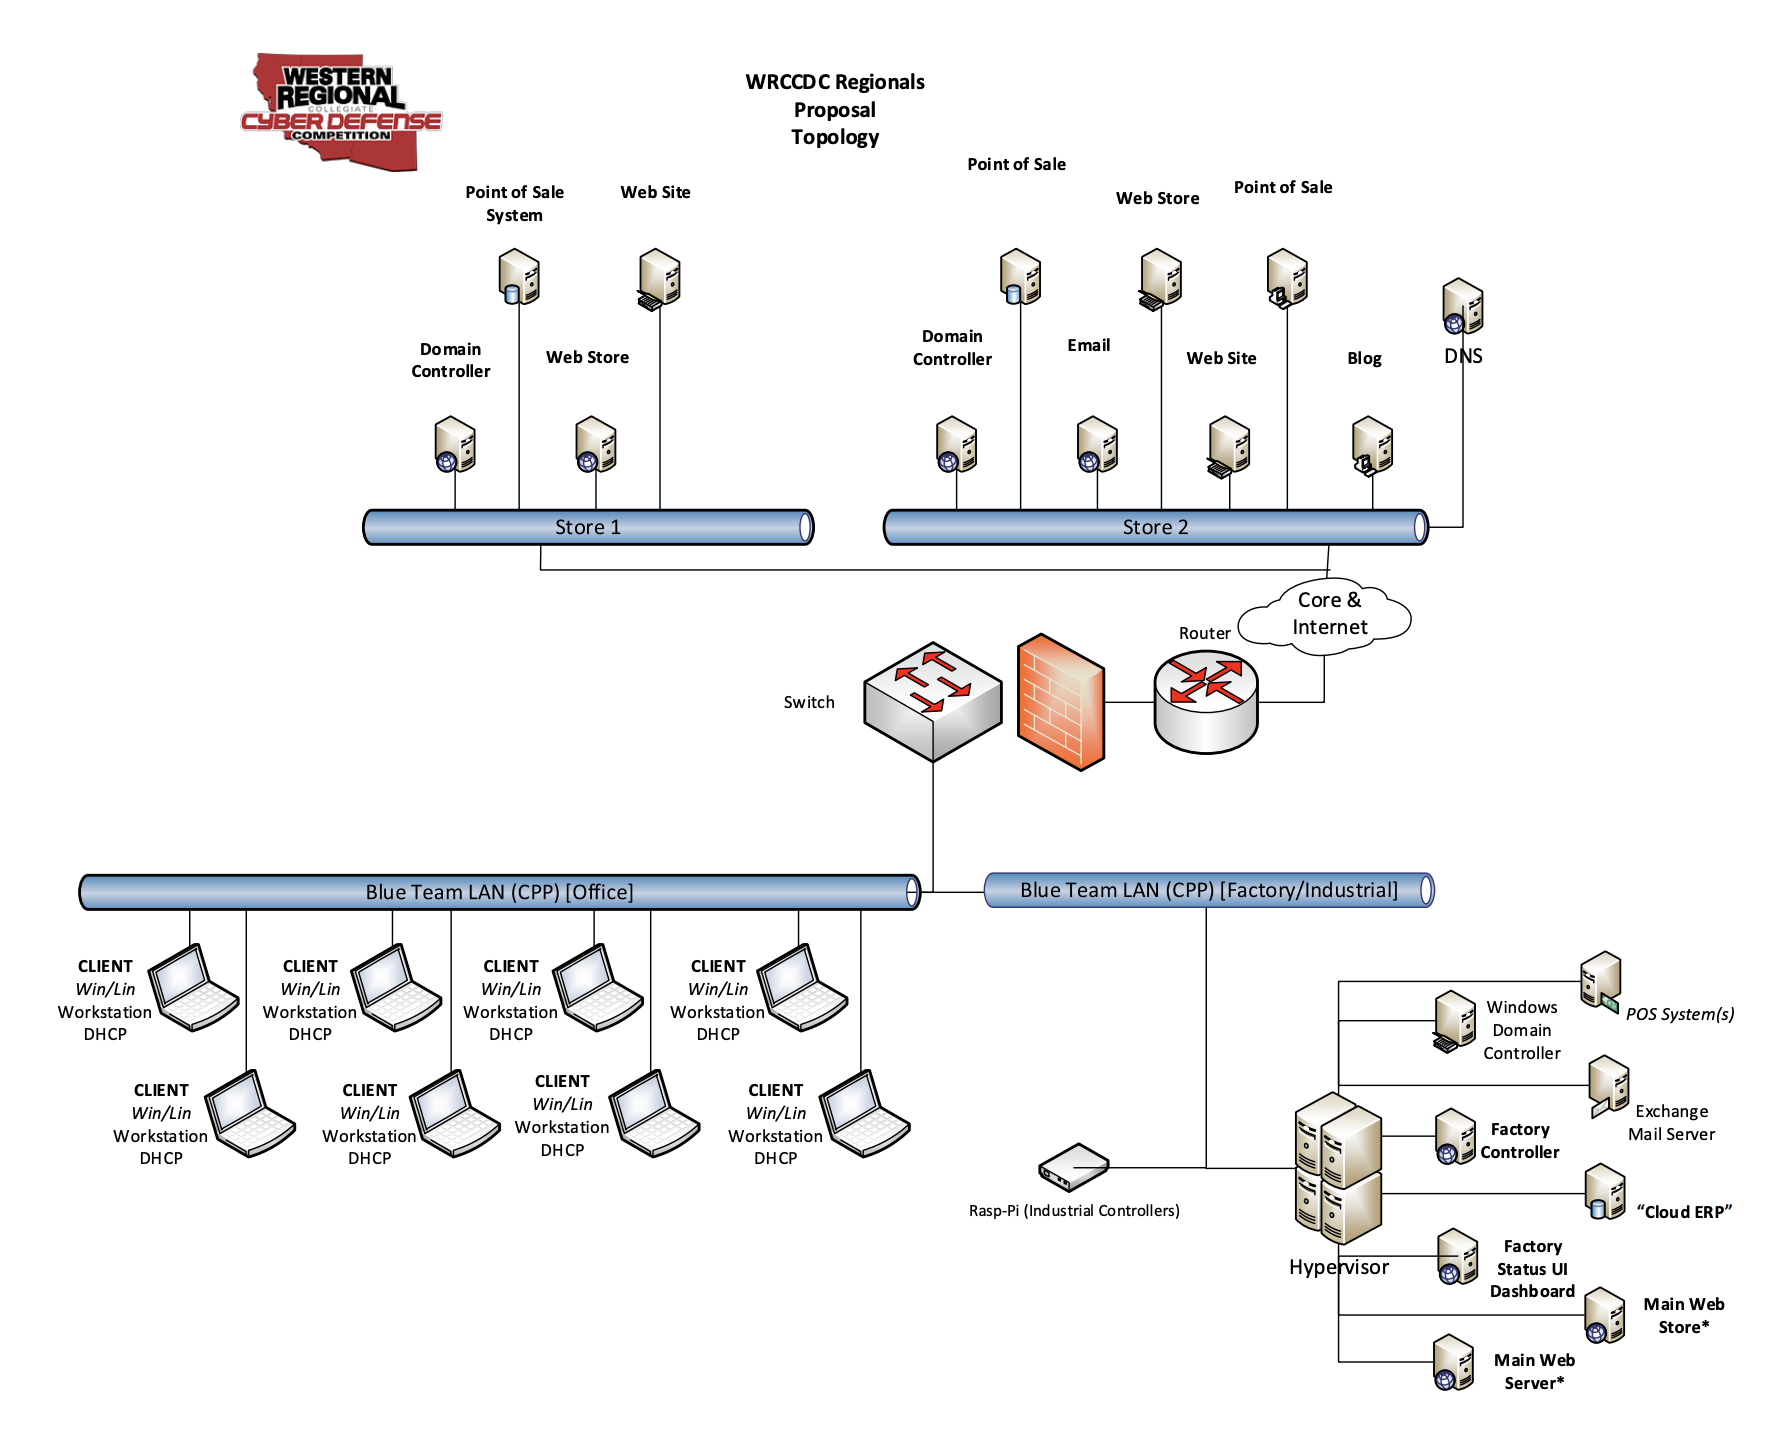 WESTERN
REGIONAL
COLLEGIATE
CYBER DEFENSE
COMPETITION
WRCCDC Regionals
Proposal
Topology
Point of Sale
System
Web Site
Point of Sale
Web Store
Point of Sale
Domain
Controller
Web Store
Domain
Controller
Email
Web Site
Blog
DNS
Store 1
Store 2
Core &
Internet
Router
Switch
Blue Team LAN (CPP) [Office]
Blue Team LAN (CPP) [Factory/Industrial]
CLIENT
Win/Lin
Workstation
DHCP
CLIENT
Win/Lin
Workstation
DHCP
CLIENT
Win/Lin
Workstation
DHCP
CLIENT
Win/Lin
Workstation
DHCP
CLIENT
Win/Lin
Workstation
DHCP
CLIENT
Win/Lin
Workstation
DHCP
CLIENT
Win/Lin
Workstation
DHCP
CLIENT
Win/Lin
Workstation
DHCP
Windows
Domain
Controller
POS System(s)
Exchange
Mail Server
Factory
Controller
Rasp-Pi (Industrial Controllers)
“Cloud ERP”
Hypervisor
Factory
Status UI
Dashboard
Main Web
Store*
Main Web
Server*